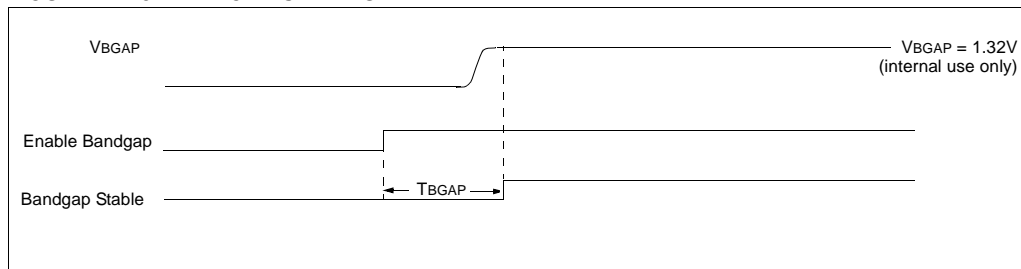 VBGAP
VBGAP = 1.32V
(internal use only)
Enable Bandgap
TBGAP
Bandgap Stable